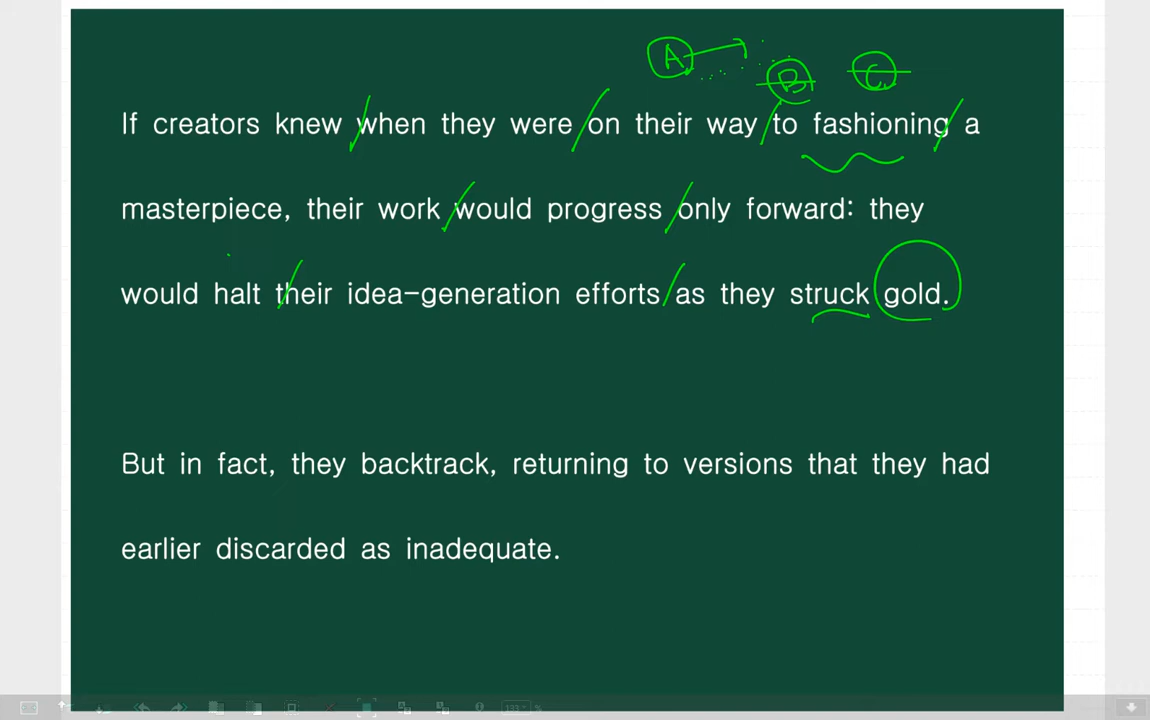 A B C
If creators knew when they were on their way to fashioning a
masterpiece, their work would progress only forward: they
would halt their idea-generation efforts as they struck gold.
But in fact, they backtrack, returning to versions that they had
earlier discarded as inadequate.
133 %